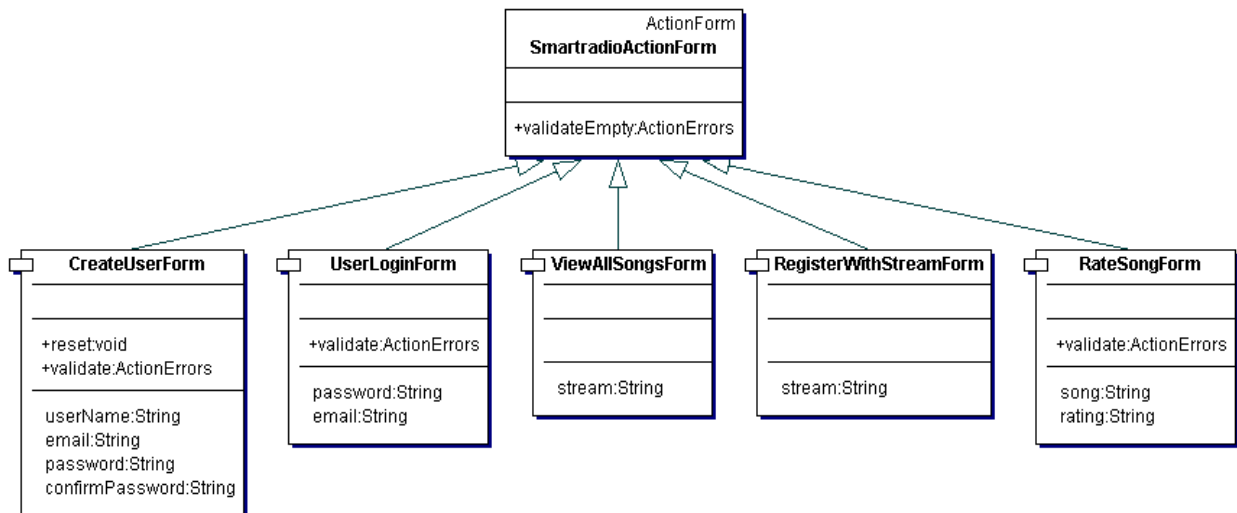 ActionForm
SmartradioActionForm
+validateEmpty:ActionErrors
CreateUserForm
+reset:void
+validate:ActionErrors
userName:String
email:String
password:String
confirmPassword:String
UserLoginForm
+validate:ActionErrors
password:String
email:String
ViewAllSongsForm
stream:String
RegisterWithStreamForm
stream:String
RateSongForm
+validate:ActionErrors
song:String
rating:String